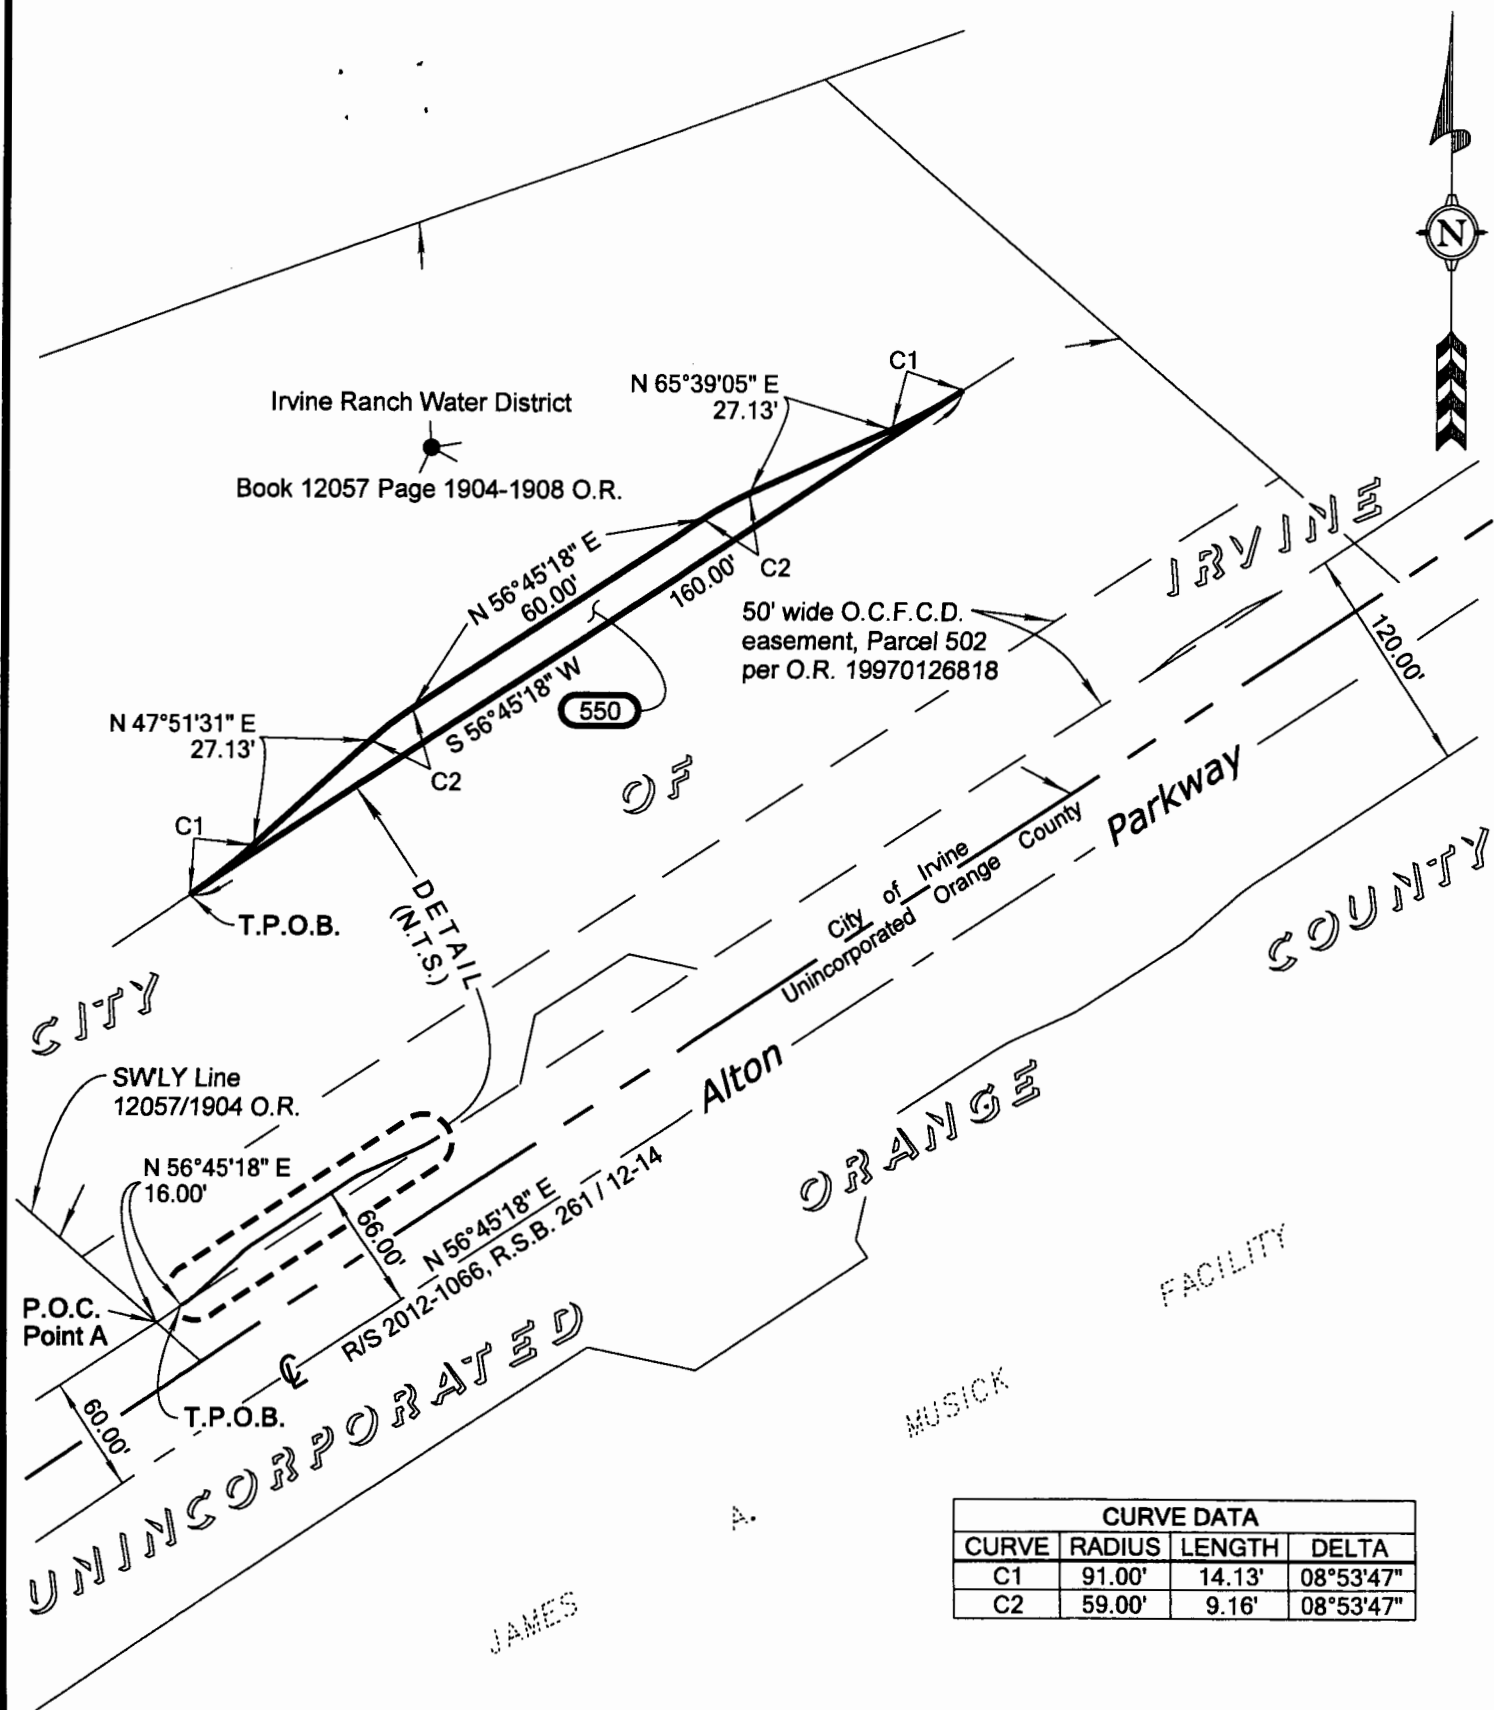 N
C1
N 65°39'05" E
27.13'
Irvine Ranch Water District
Book 12057 Page 1904-1908 O.R.
N 56°45'18" E
60.00'
C2
160.00'
S 56°45'18" W
550
50' wide O.C.F.C.D.
easement, Parcel 502
per O.R. 19970126818
120.00'
N 47°51'31" E
27.13'
C2
C1
T.P.O.B.
DETAIL
(N.T.S.)
CITY OF IRVINE
City of Irvine
Unincorporated Orange County
Alton Parkway
SW'LY Line
12057/1904 O.R.
N 56°45'18" E
16.00'
66.00'
N 56°45'18" E
R/S 2012-1066, R.S.B. 261 / 12-14
P.O.C.
Point A
T.P.O.B.
60.00'
℄
UNINCORPORATED ORANGE COUNTY
JAMES A. MUSICK FACILITY
CURVE DATA
CURVE RADIUS LENGTH DELTA
C1 91.00' 14.13' 08°53'47"
C2 59.00' 9.16' 08°53'47"